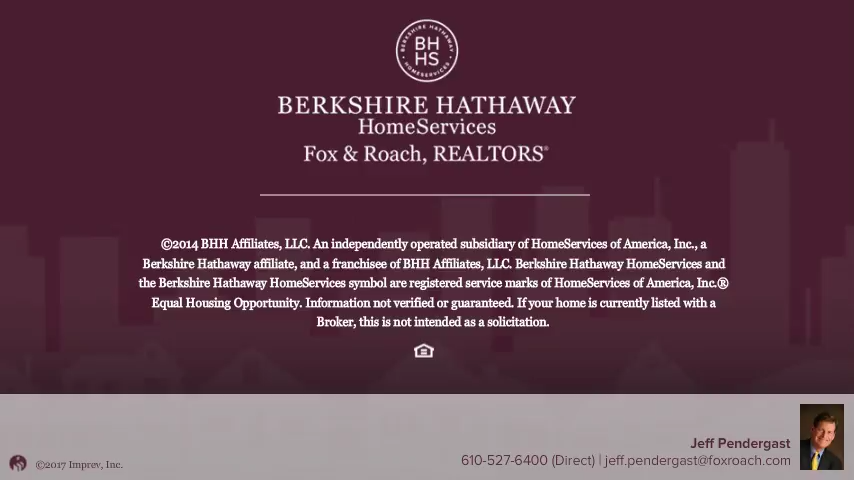 BERKSHIRE HATHAWAY
BH
HS
HOMESERVICES
BERKSHIRE HATHAWAY
HomeServices
Fox & Roach, REALTORS®
©2014 BHH Affiliates, LLC. An independently operated subsidiary of HomeServices of America, Inc., a
Berkshire Hathaway affiliate, and a franchisee of BHH Affiliates, LLC. Berkshire Hathaway HomeServices and
the Berkshire Hathaway HomeServices symbol are registered service marks of HomeServices of America, Inc.®
Equal Housing Opportunity. Information not verified or guaranteed. If your home is currently listed with a
Broker, this is not intended as a solicitation.
Jeff Pendergast
610-527-6400 (Direct) | jeff.pendergast@foxroach.com
©2017 Imprev, Inc.